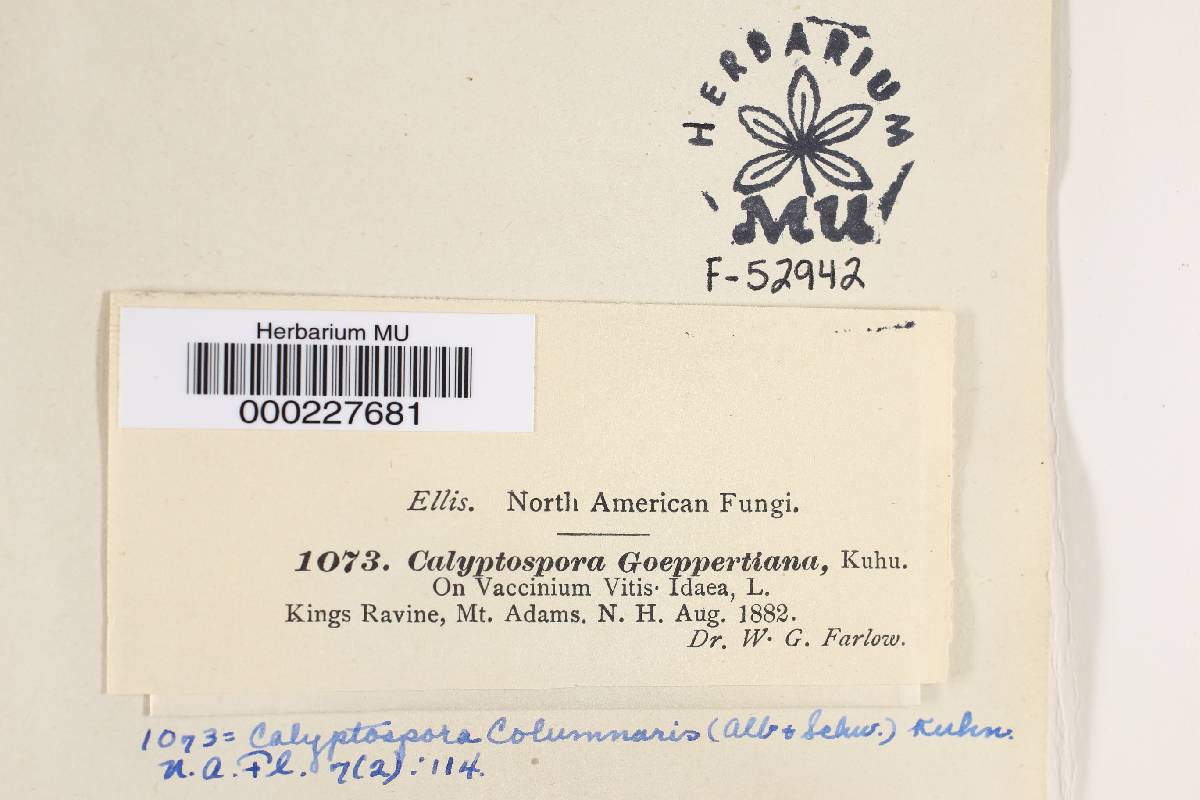 HERBARIUM
MU
F-52942
Herbarium MU
000227681
Ellis. North American Fungi.
1073. Calyptospora Goeppertiana, Kuhu.
On Vaccinium Vitis· Idaea, L.
Kings Ravine, Mt. Adams. N. H. Aug. 1882.
Dr. W· G. Farlow.
1073= Calyptospora Columnaris (Alb & Schw.) Kuhn.
N. A. Fl. 7(2):114.